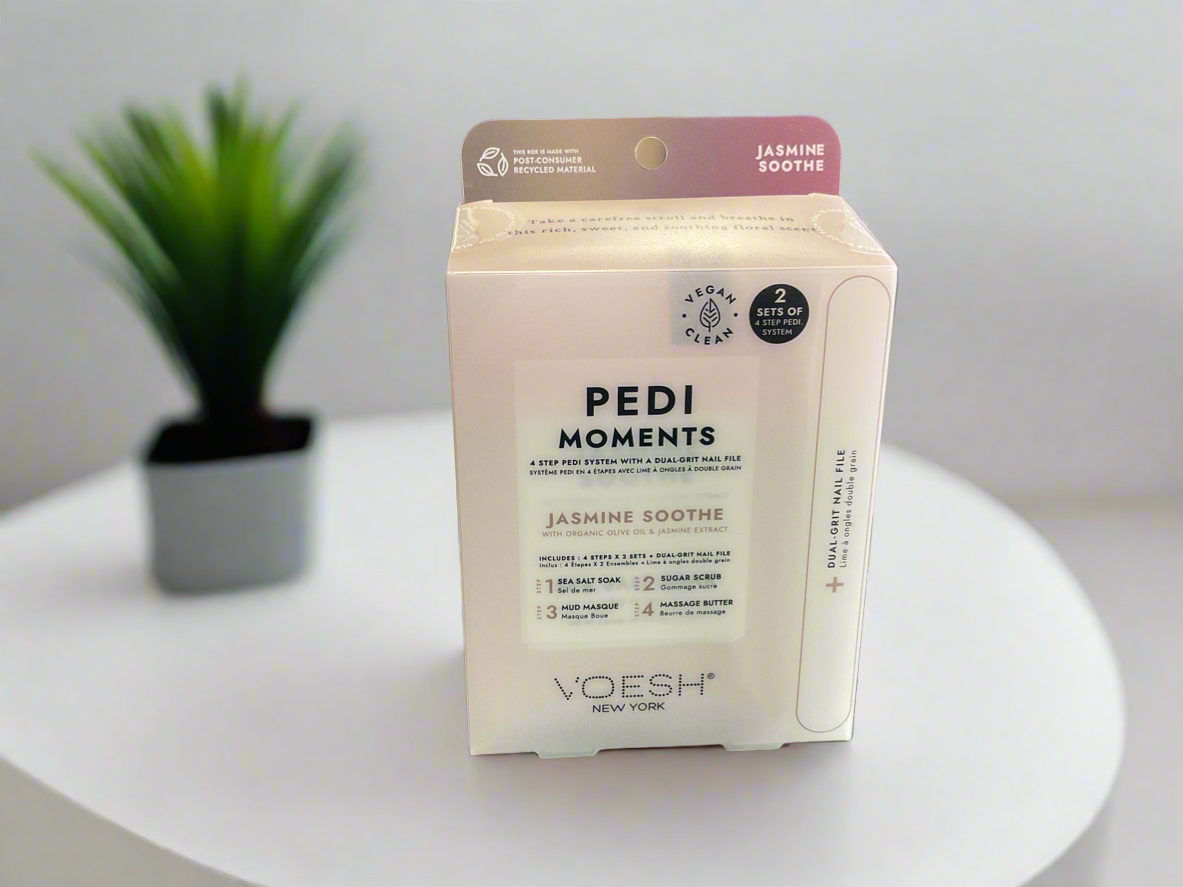 THIS BOX IS MADE WITH
POST-CONSUMER
RECYCLED MATERIAL
JASMINE
SOOTHE
Take a carefree stroll and breathe in
this rich, sweet, and soothing floral scent
VEGAN
CLEAN
2
SETS OF
4 STEP PEDI.
SYSTEM
PEDI
MOMENTS
4 STEP PEDI SYSTEM WITH A DUAL-GRIT NAIL FILE
SYSTÈME PEDI EN 4 ÉTAPES AVEC LIME À ONGLES À DOUBLE GRAIN
JASMINE SOOTHE
WITH ORGANIC OLIVE OIL & JASMINE EXTRACT
INCLUDES : 4 STEPS X 2 SETS + DUAL-GRIT NAIL FILE
Inclus : 4 Étapes X 2 Ensembles + Lime à ongles double grain
STEP 1 SEA SALT SOAK
Sel de mer
STEP 2 SUGAR SCRUB
Gommage sucre
STEP 3 MUD MASQUE
Masque Boue
STEP 4 MASSAGE BUTTER
Beurre de massage
VOESH®
NEW YORK
+ DUAL-GRIT NAIL FILE
Lime à ongles double grain